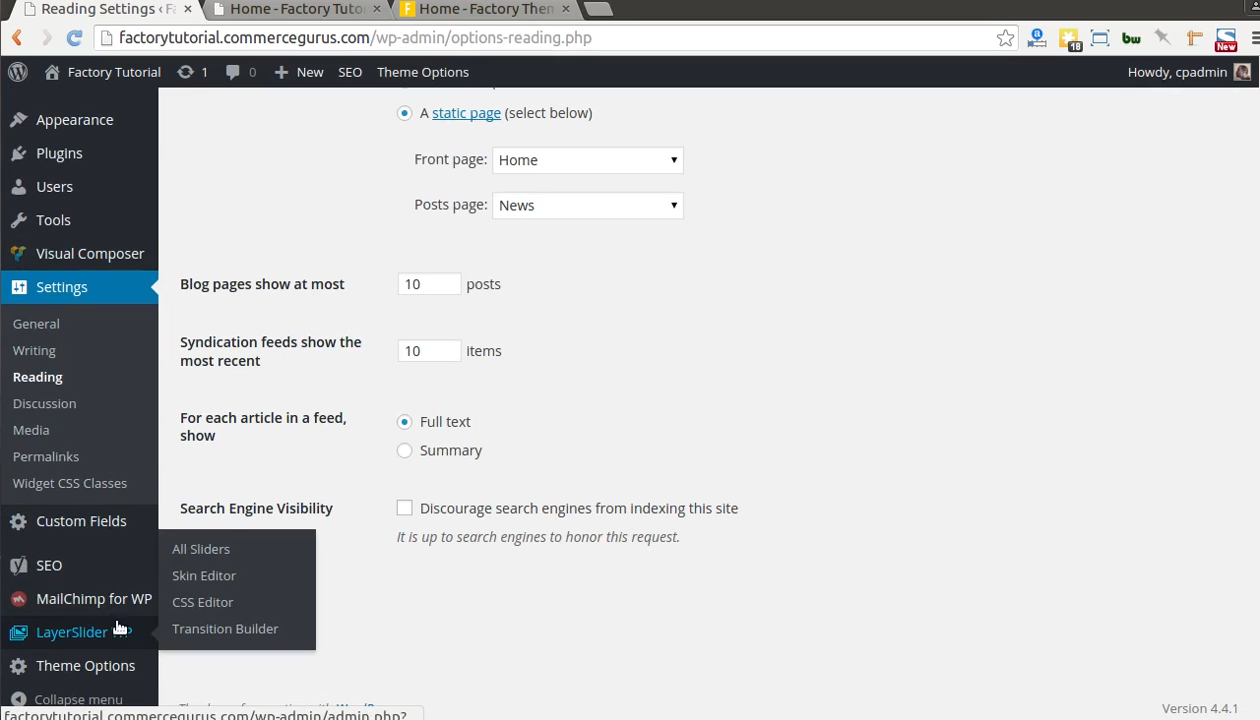 Reading Settings ‹ Fa
Home - Factory Tuto
Home - Factory Then
factorytutorial.commercegurus.com/wp-admin/options-reading.php
18
bw
New
Factory Tutorial
1
0
New
SEO
Theme Options
Howdy, cpadmin
Appearance
Plugins
Users
Tools
Visual Composer
Settings
General
Writing
Reading
Discussion
Media
Permalinks
Widget CSS Classes
Custom Fields
SEO
MailChimp for WP
LayerSlider
Theme Options
Collapse menu
All Sliders
Skin Editor
CSS Editor
Transition Builder
A static page (select below)
Front page: Home
Posts page: News
Blog pages show at most 10 posts
Syndication feeds show the
most recent
10 items
For each article in a feed,
show
Full text
Summary
Search Engine Visibility
Discourage search engines from indexing this site
It is up to search engines to honor this request.
Version 4.4.1
factorytutorial.commercegurus.com/wp-admin/admin.php?